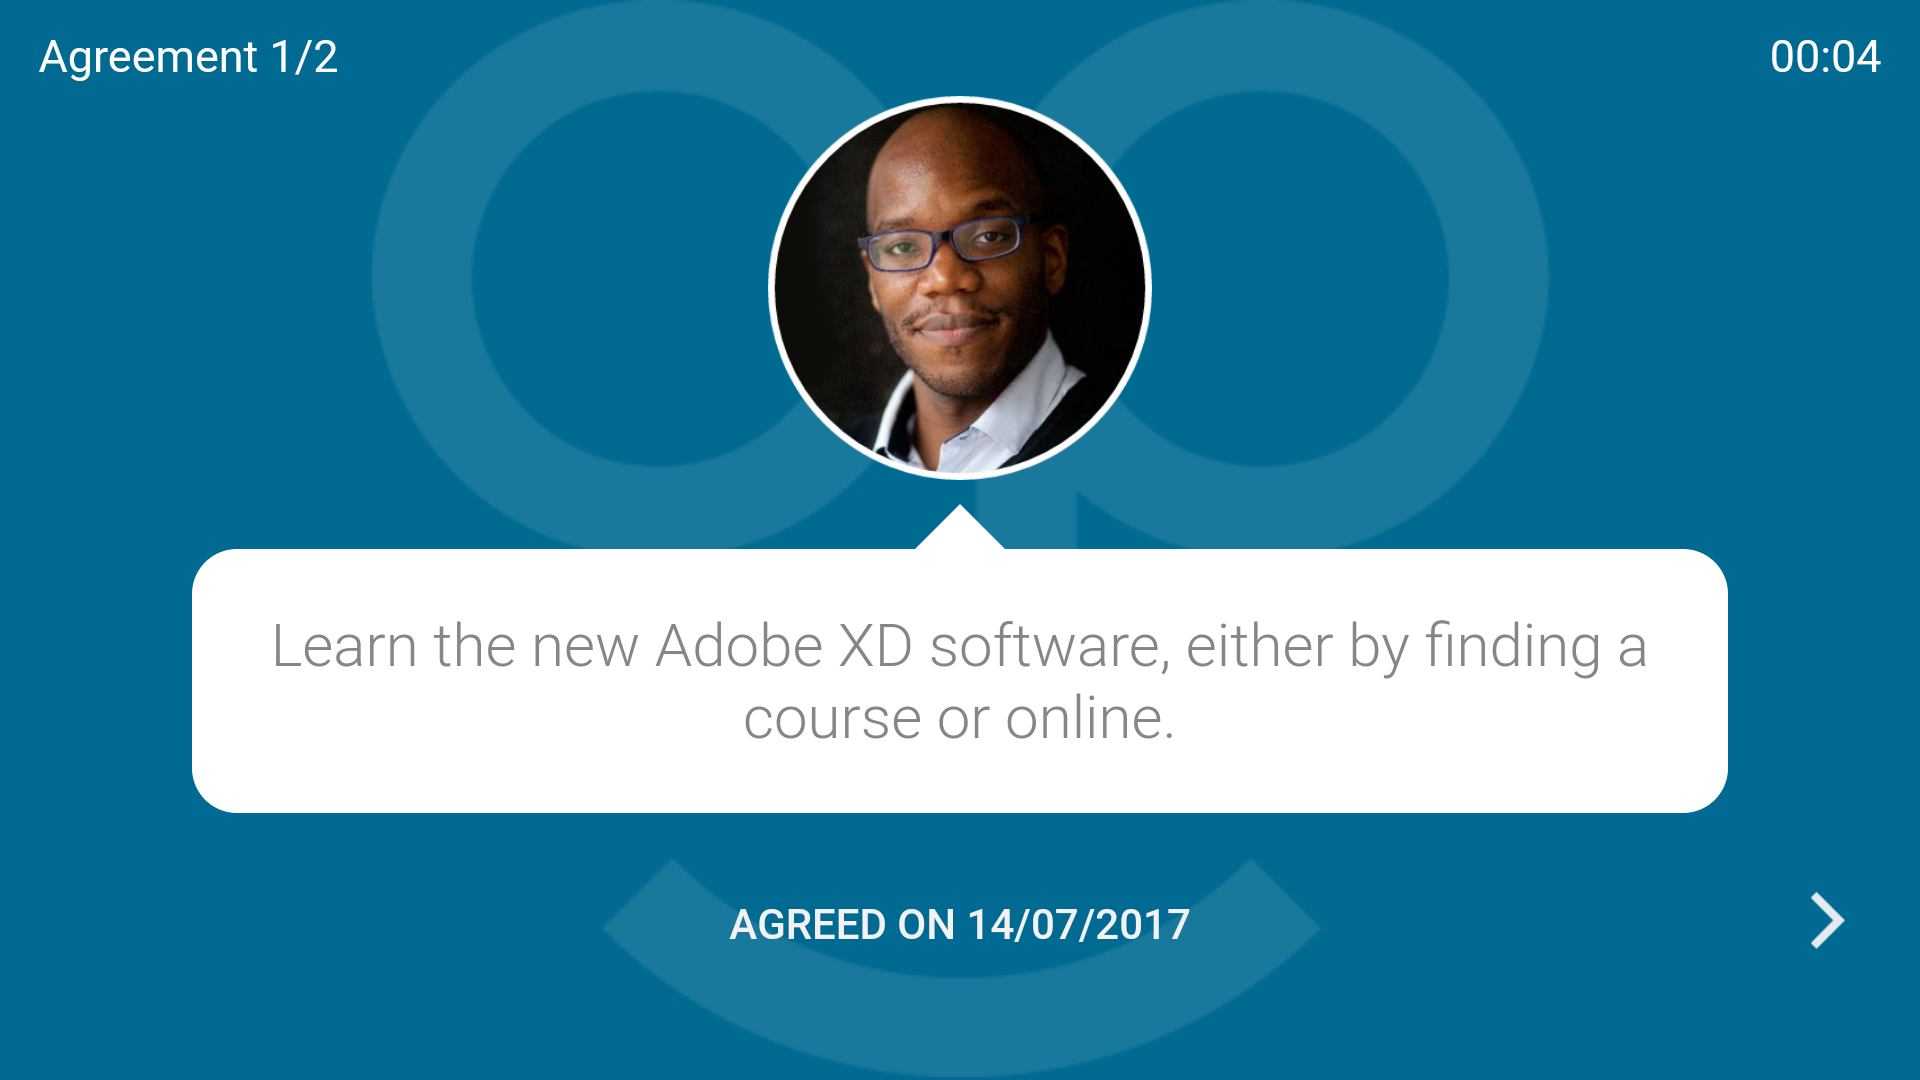 Agreement 1/2
00:04
Learn the new Adobe XD software, either by finding a
course or online.
AGREED ON 14/07/2017